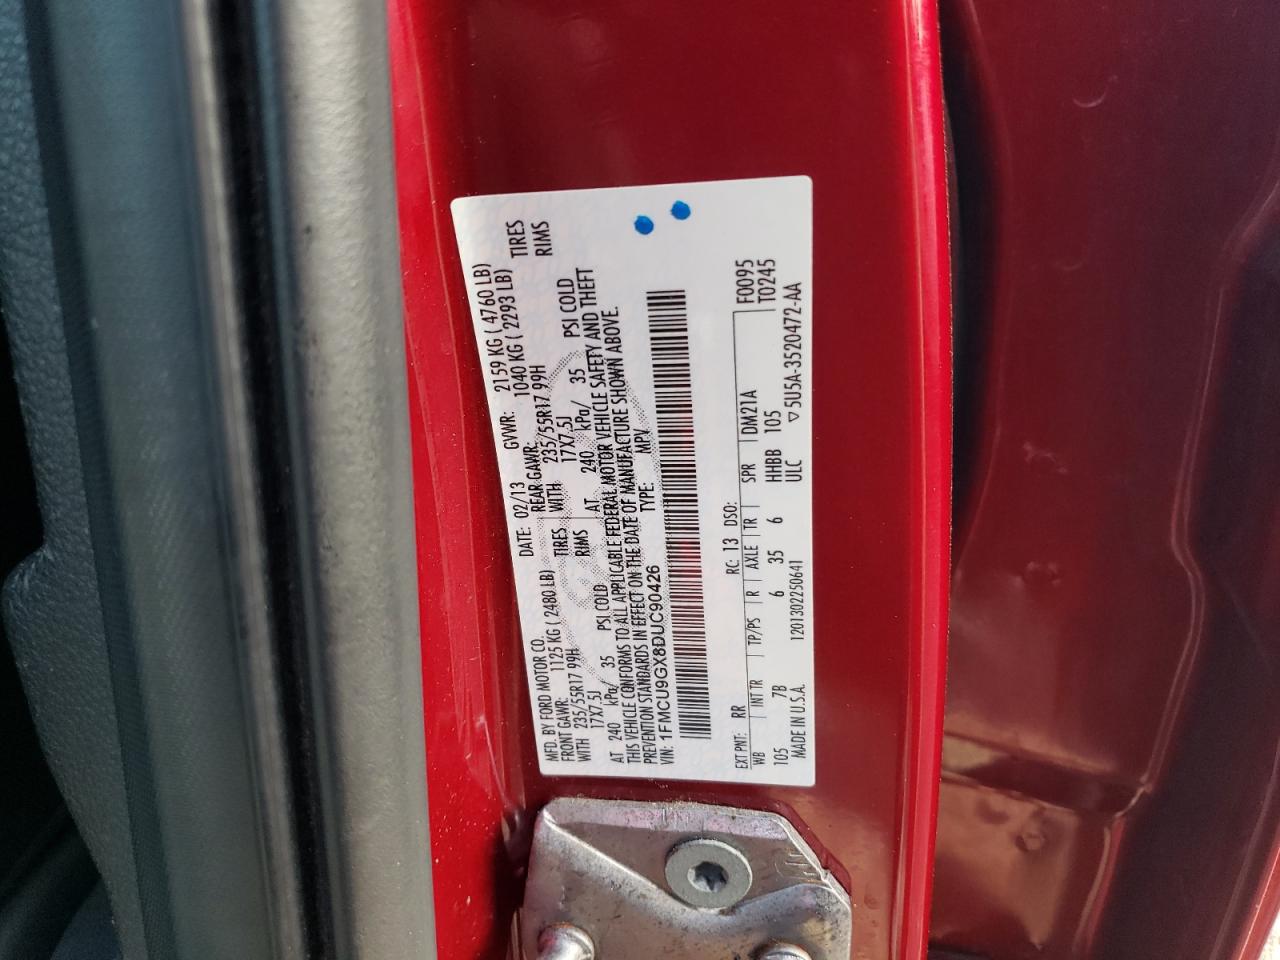 MFD. BY FORD MOTOR CO.
DATE: 02/13 GVWR: 2159 KG ( 4760 LB)
FRONT GAWR: 1125 KG ( 2480 LB) REAR GAWR: 1040 KG ( 2293 LB)
WITH 235/55R17 99H TIRES WITH 235/55R17 99H TIRES
17X7.5J RIMS 17X7.5J RIMS
AT 240 kPa/ 35 PSI COLD AT 240 kPa/ 35 PSI COLD
THIS VEHICLE CONFORMS TO ALL APPLICABLE FEDERAL MOTOR VEHICLE SAFETY AND THEFT
PREVENTION STANDARDS IN EFFECT ON THE DATE OF MANUFACTURE SHOWN ABOVE.
VIN: 1FMCU9GX8DUC90426 TYPE: MPV
EXT PNT: RR RC: 13 DSO: F0095
WB INT TR TP/PS R AXLE TR SPR DM21A T0245
105 7B 6 35 6 HHBB 105
MADE IN U.S.A. 1201302250641 ULC ▽5U5A-3520472-AA